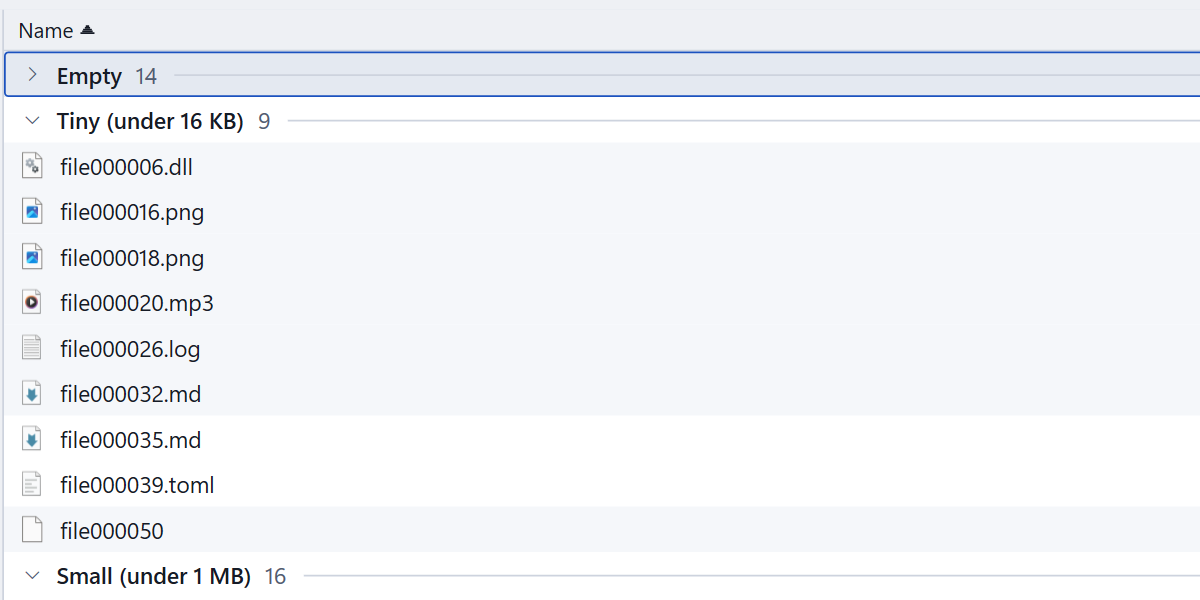 Name
Empty 14
Tiny (under 16 KB) 9
file000006.dll
file000016.png
file000018.png
file000020.mp3
file000026.log
file000032.md
file000035.md
file000039.toml
file000050
Small (under 1 MB) 16